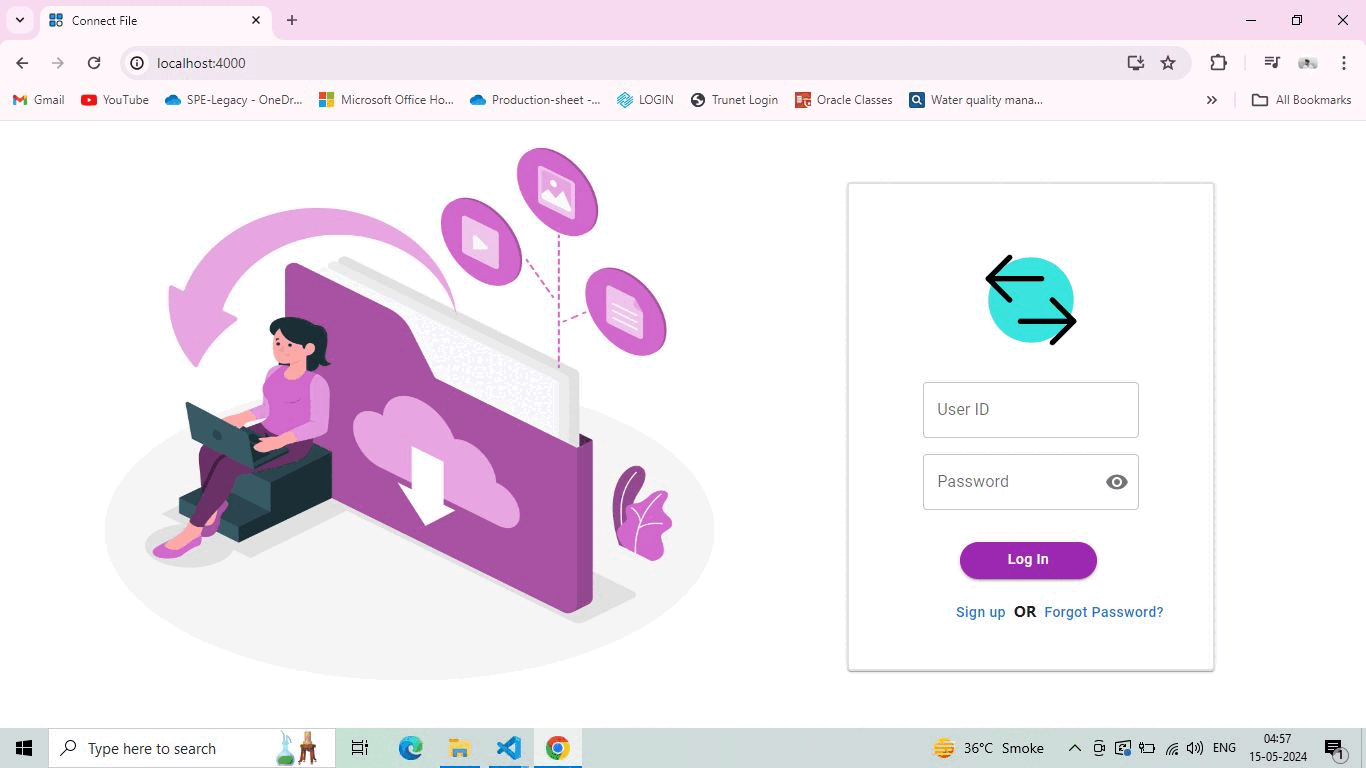 Connect File
localhost:4000
Gmail
YouTube
SPE-Legacy - OneDr...
Microsoft Office Ho...
Production-sheet -...
LOGIN
Trunet Login
Oracle Classes
Water quality mana...
All Bookmarks
User ID
Password
Log In
Sign up OR Forgot Password?
Type here to search
36°C Smoke
ENG
04:57
15-05-2024
1